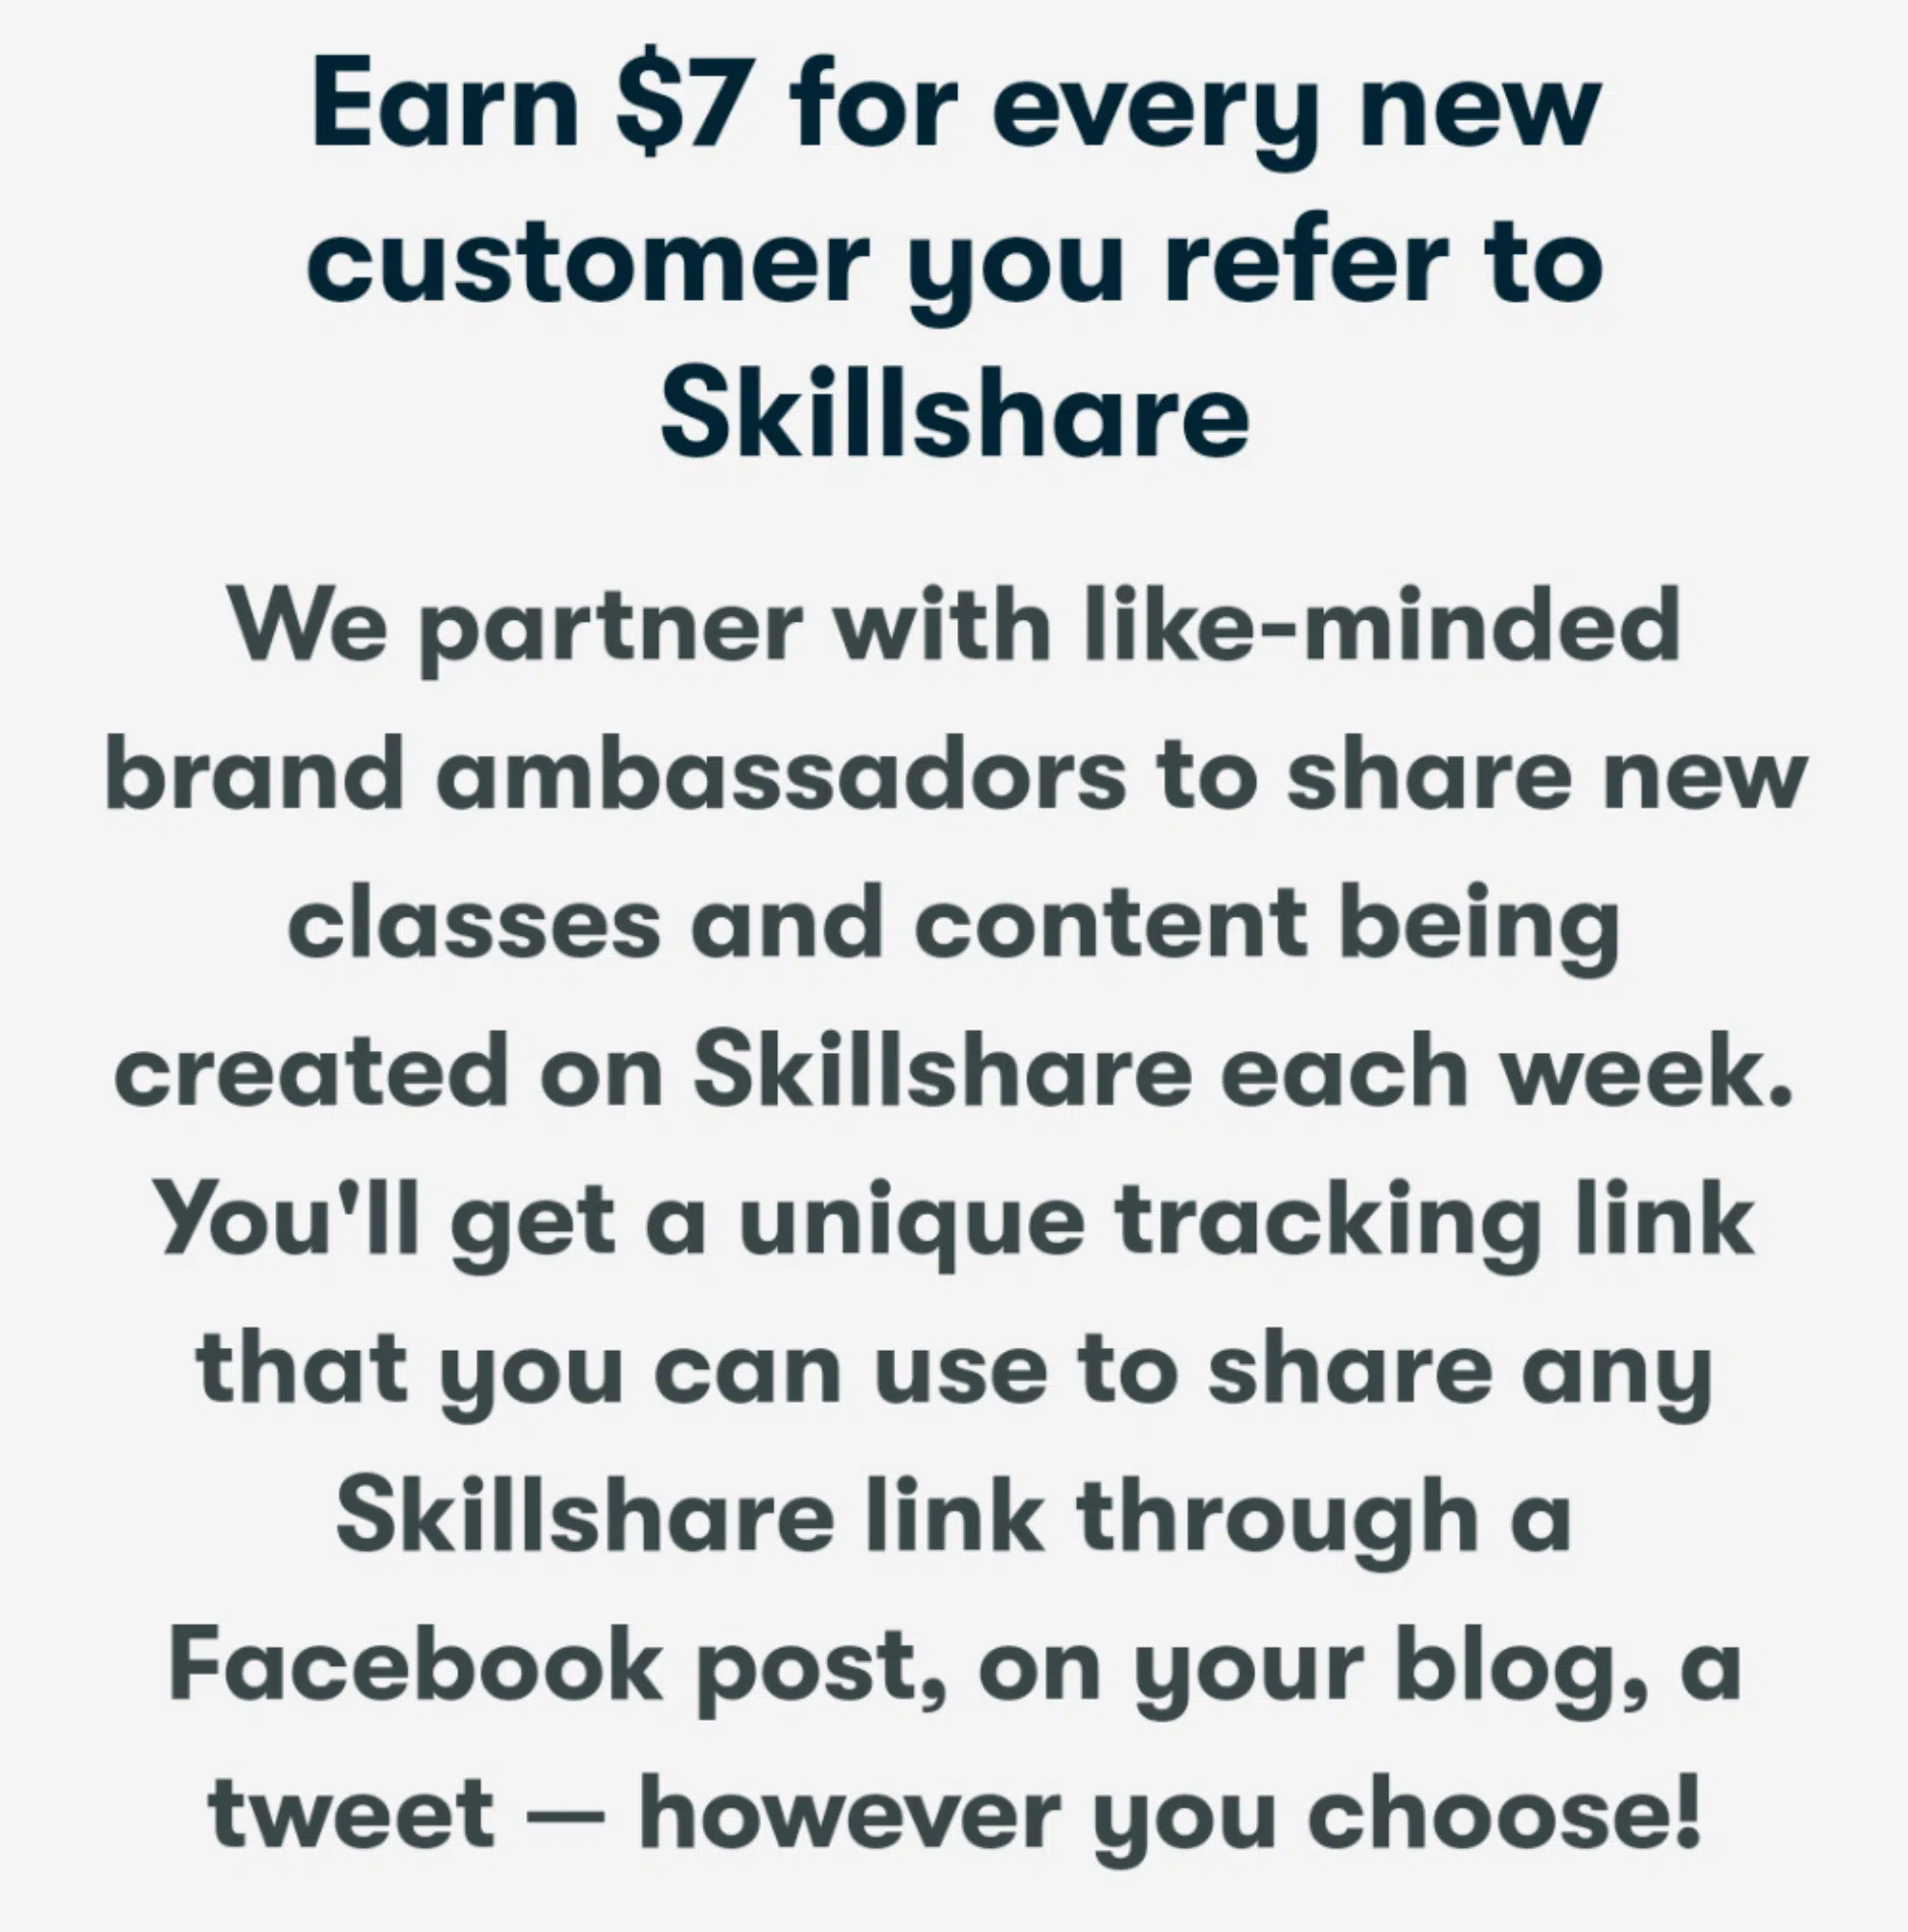 Earn $7 for every new
customer you refer to
Skillshare
We partner with like-minded
brand ambassadors to share new
classes and content being
created on Skillshare each week.
You'll get a unique tracking link
that you can use to share any
Skillshare link through a
Facebook post, on your blog, a
tweet — however you choose!